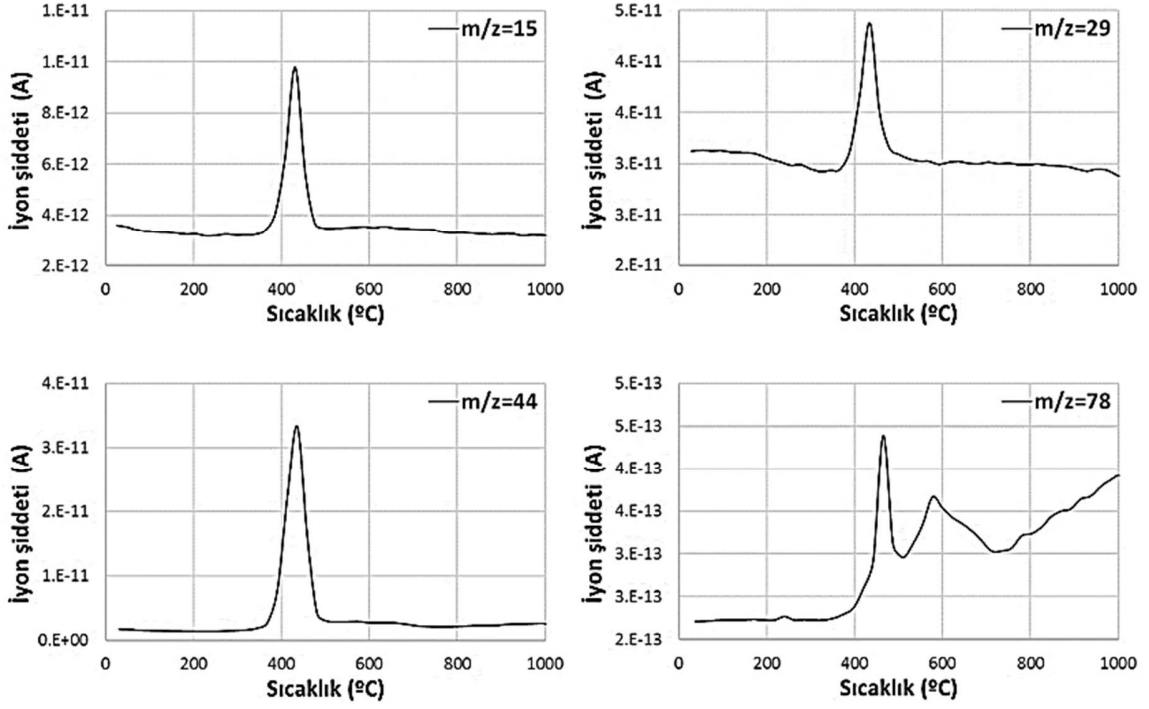 İyon şiddeti (A)
1.E-11
1.E-11
8.E-12
6.E-12
4.E-12
2.E-12
m/z=15
0 200 400 600 800 1000
Sıcaklık (ºC)
İyon şiddeti (A)
5.E-11
4.E-11
4.E-11
3.E-11
3.E-11
2.E-11
m/z=29
0 200 400 600 800 1000
Sıcaklık (ºC)
İyon şiddeti (A)
4.E-11
3.E-11
2.E-11
1.E-11
0.E+00
m/z=44
0 200 400 600 800 1000
Sıcaklık (ºC)
İyon şiddeti (A)
5.E-13
5.E-13
4.E-13
4.E-13
3.E-13
3.E-13
2.E-13
m/z=78
0 200 400 600 800 1000
Sıcaklık (ºC)